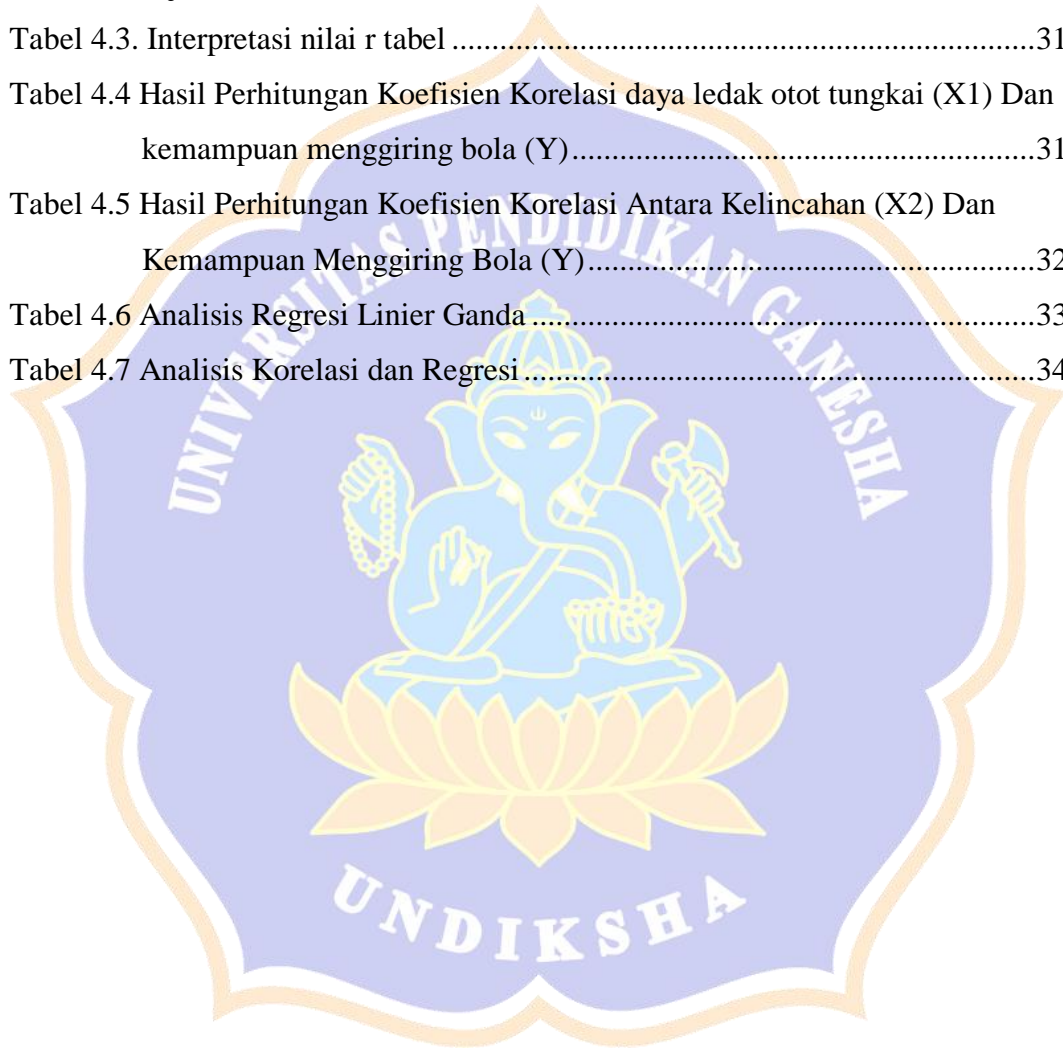 Tabel 4.3. Interpretasi nilai r tabel ........................................................................31
Tabel 4.4 Hasil Perhitungan Koefisien Korelasi daya ledak otot tungkai (X1) Dan
kemampuan menggiring bola (Y).........................................................31
Tabel 4.5 Hasil Perhitungan Koefisien Korelasi Antara Kelincahan (X2) Dan
Kemampuan Menggiring Bola (Y).......................................................32
Tabel 4.6 Analisis Regresi Linier Ganda ..............................................................33
Tabel 4.7 Analisis Korelasi dan Regresi ...............................................................34
UNIVERSITAS PENDIDIKAN GANESHA
UNDIKSHA